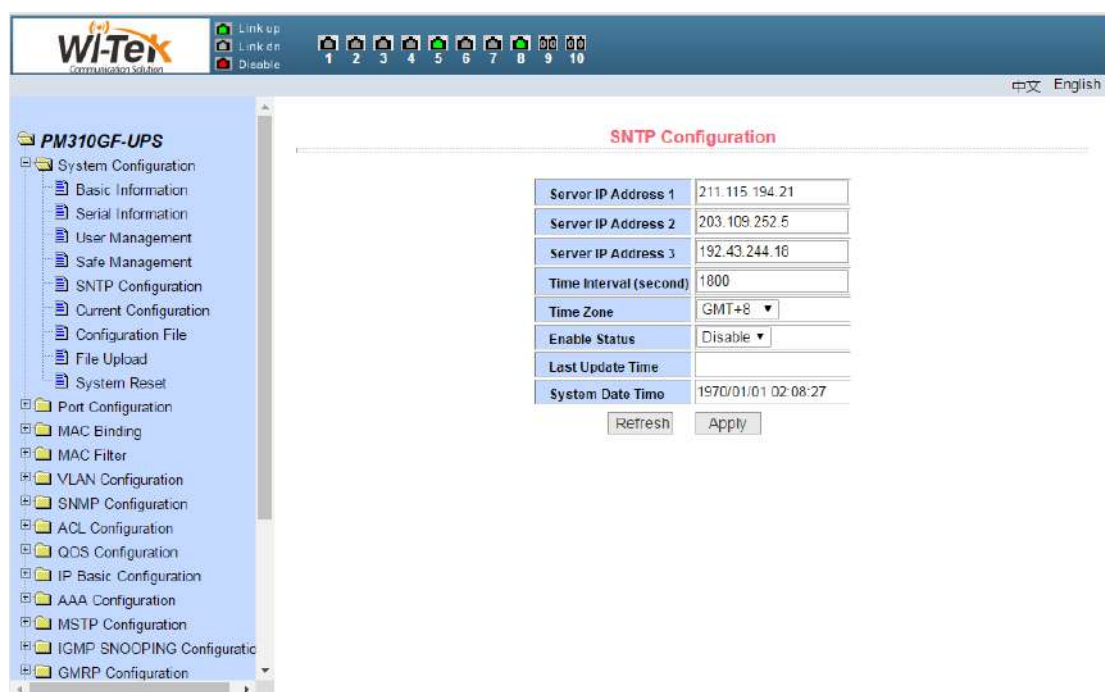 Wi-Tek
Communication Solution
Link up
Link dn
Disable
1 2 3 4 5 6 7 8 9 10
中文 English
PM310GF-UPS
System Configuration
Basic Information
Serial Information
User Management
Safe Management
SNTP Configuration
Current Configuration
Configuration File
File Upload
System Reset
Port Configuration
MAC Binding
MAC Filter
VLAN Configuration
SNMP Configuration
ACL Configuration
QOS Configuration
IP Basic Configuration
AAA Configuration
MSTP Configuration
IGMP SNOOPING Configuratio
GMRP Configuration
SNTP Configuration
Server IP Address 1 211.115.194.21
Server IP Address 2 203.109.252.5
Server IP Address 3 192.43.244.18
Time Interval (second) 1800
Time Zone GMT+8
Enable Status Disable
Last Update Time
System Date Time 1970/01/01 02:08:27
Refresh Apply